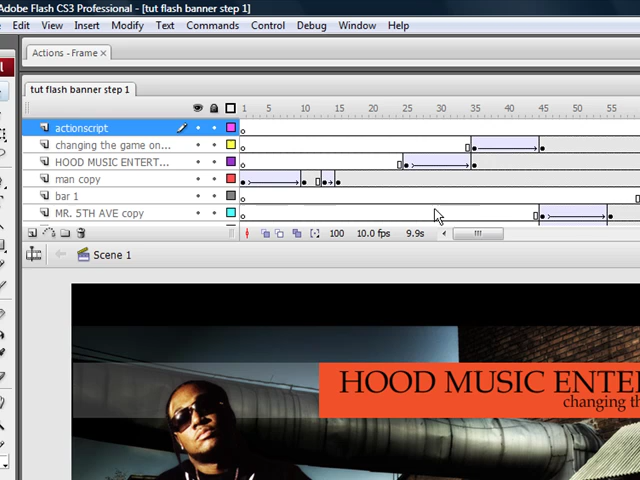 Adobe Flash CS3 Professional - [tut flash banner step 1]
Edit View Insert Modify Text Commands Control Debug Window Help
Actions - Frame ×
tut flash banner step 1
1 5 10 15 20 25 30 35 40 45 50 55
actionscript
changing the game on...
HOOD MUSIC ENTERT...
man copy
bar 1
MR. 5TH AVE copy
100 10.0 fps 9.9s
Scene 1
HOOD MUSIC ENTER
changing th